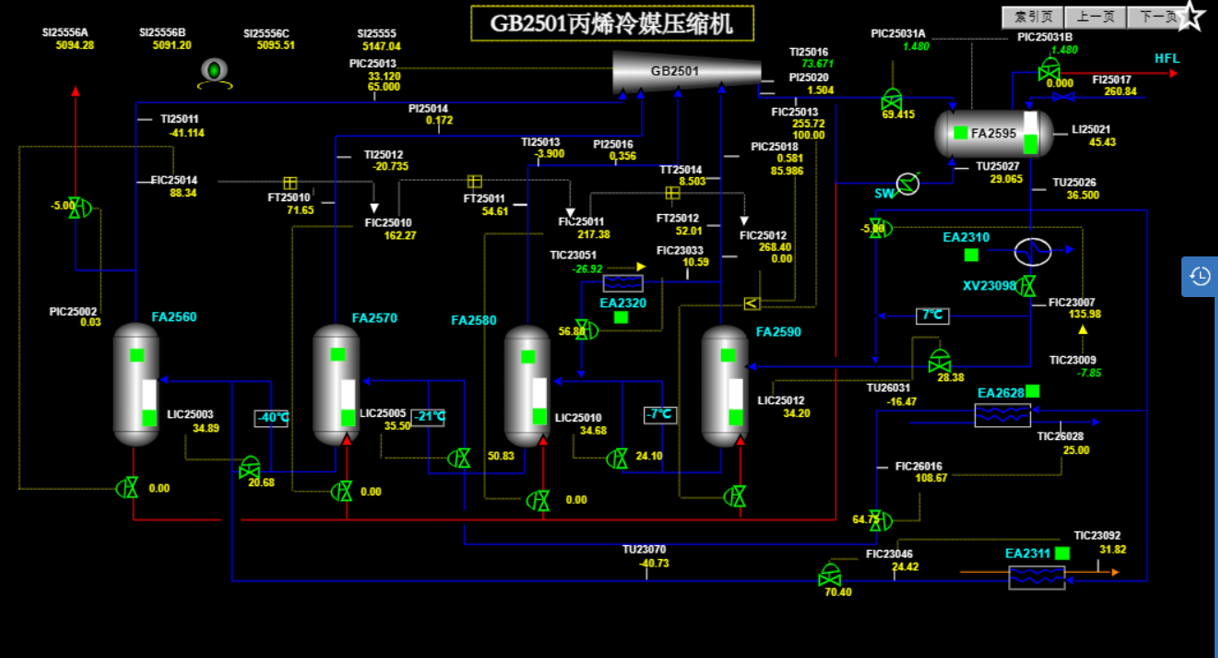 GB2501丙烯冷媒压缩机
索引页 上一页 下一页
SI25556A
5094.28
SI25556B
5091.20
SI25556C
5095.51
SI25555
5147.04
PIC25013
33.120
65.000
GB2501
TI25016
73.671
PI25020
1.504
PIC25031A
1.480
PIC25031B
1.480
HFL
0.000
FI25017
260.84
69.415
FIC25013
255.72
100.00
FA2595
LI25021
45.43
PI25014
0.172
TI25011
-41.114
TI25012
-20.735
TI25013
-3.900
PI25016
0.356
PIC25018
0.581
85.986
TU25027
29.065
TU25026
36.500
SW
FIC25014
88.34
FT25010
71.65
FIC25010
162.27
FT25011
54.61
FIC25011
217.38
TT25014
8.503
FT25012
52.01
FIC25012
268.40
0.00
-5.00
-5.00
EA2310
TIC23051
-26.92
FIC23033
10.59
EA2320
XV23098
FIC23007
135.98
7℃
PIC25002
0.03
FA2560
FA2570
FA2580
56.88
FA2590
TIC23009
-7.85
28.38
TU26031
-16.47
EA2628
LIC25003
34.89
-40℃
LIC25005
35.50
-21℃
LIC25010
34.68
-7℃
LIC25012
34.20
TIC26028
25.00
20.68
50.83
24.10
FIC26016
108.67
0.00
0.00
0.00
64.75
TU23070
-40.73
FIC23046
24.42
70.40
EA2311
TIC23092
31.82